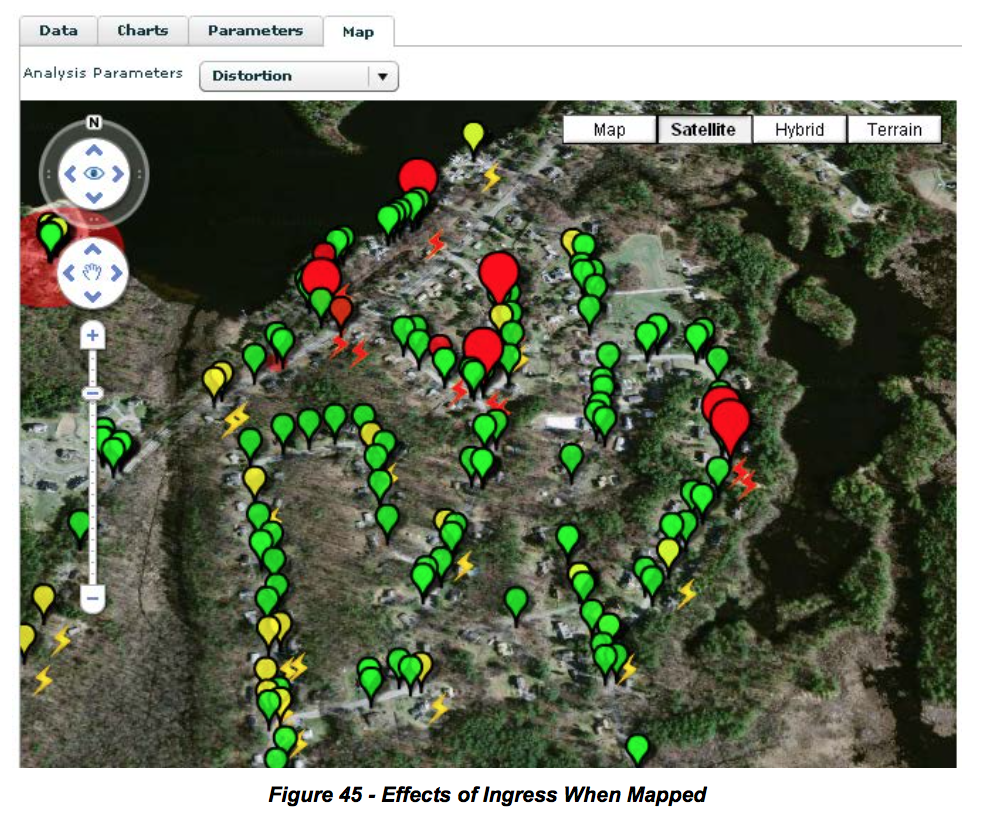 Data Charts Parameters Map
Analysis Parameters Distortion
N
Map Satellite Hybrid Terrain
+
−
Figure 45 - Effects of Ingress When Mapped